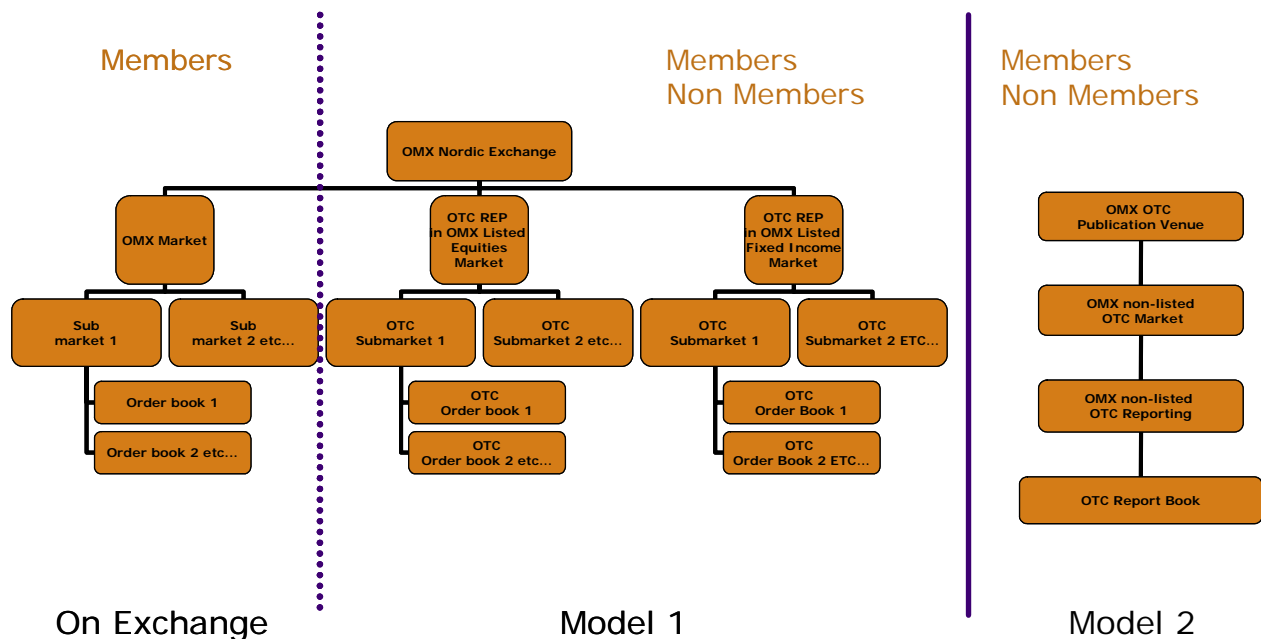 Members
Members
Non Members
Members
Non Members
OMX Nordic Exchange
OMX Market
OTC REP
in OMX Listed
Equities
Market
OTC REP
in OMX Listed
Fixed Income
Market
OMX OTC
Publication Venue
Sub
market 1
Sub
market 2 etc...
OTC
Submarket 1
OTC
Submarket 2 etc...
OTC
Submarket 1
OTC
Submarket 2 ETC...
OMX non-listed
OTC Market
Order book 1
OTC
Order book 1
OTC
Order Book 1
OMX non-listed
OTC Reporting
Order book 2 etc...
OTC
Order book 2 etc...
OTC
Order Book 2 ETC...
OTC Report Book
On Exchange
Model 1
Model 2